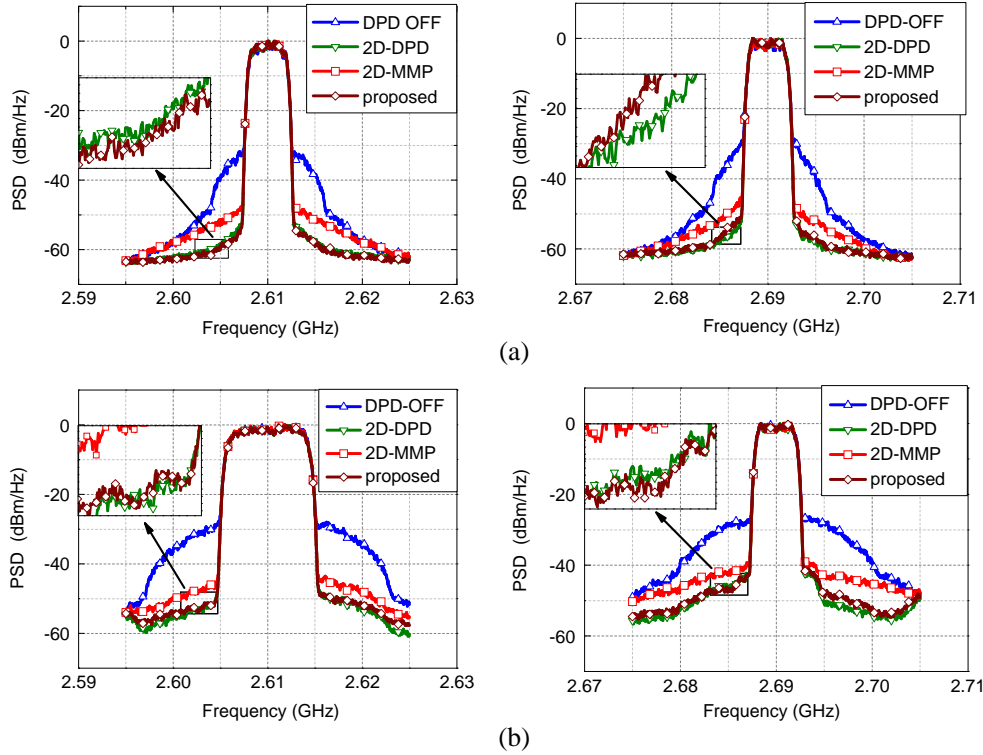 DPD OFF
2D-DPD
2D-MMP
proposed
0
-20
-40
-60
PSD (dBm/Hz)
2.59 2.60 2.61 2.62 2.63
Frequency (GHz)
DPD-OFF
2D-DPD
2D-MMP
proposed
0
-20
-40
-60
PSD (dBm/Hz)
2.67 2.68 2.69 2.70 2.71
Frequency (GHz)
(a)
DPD-OFF
2D-DPD
2D-MMP
proposed
0
-20
-40
-60
PSD (dBm/Hz)
2.59 2.60 2.61 2.62 2.63
Frequency (GHz)
DPD-OFF
2D-DPD
2D-MMP
proposed
0
-20
-40
-60
PSD (dBm/Hz)
2.67 2.68 2.69 2.70 2.71
Frequency (GHz)
(b)